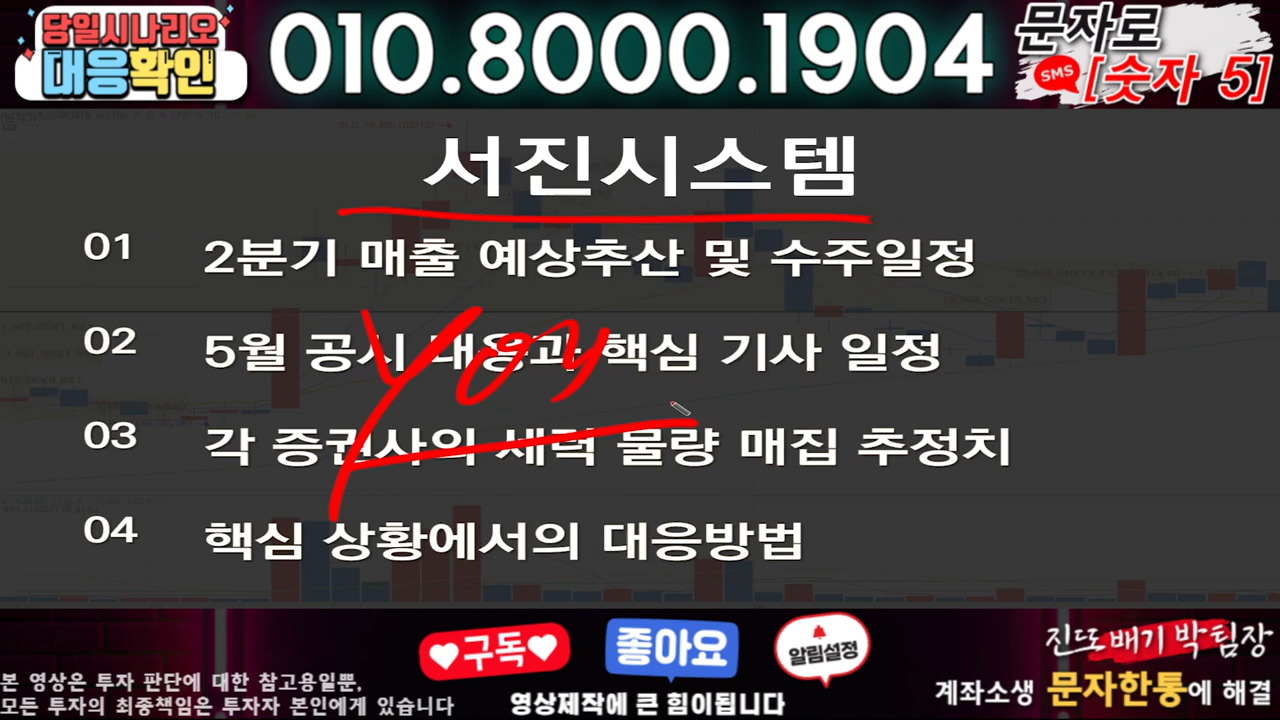 당일시나리오
대응확인
010.8000.1904
문자로
SMS [숫자 5]
서진시스템
01 2분기 매출 예상추산 및 수주일정
02 5월 공시 내용과 핵심 기사 일정
03 각 증권사의 세력 물량 매집 추정치
04 핵심 상황에서의 대응방법
구독
좋아요
알림설정
영상제작에 큰 힘이됩니다
본 영상은 투자 판단에 대한 참고용일뿐,
모든 투자의 최종책임은 투자자 본인에게 있습니다
진또배기 박팀장
계좌소생 문자한통에 해결